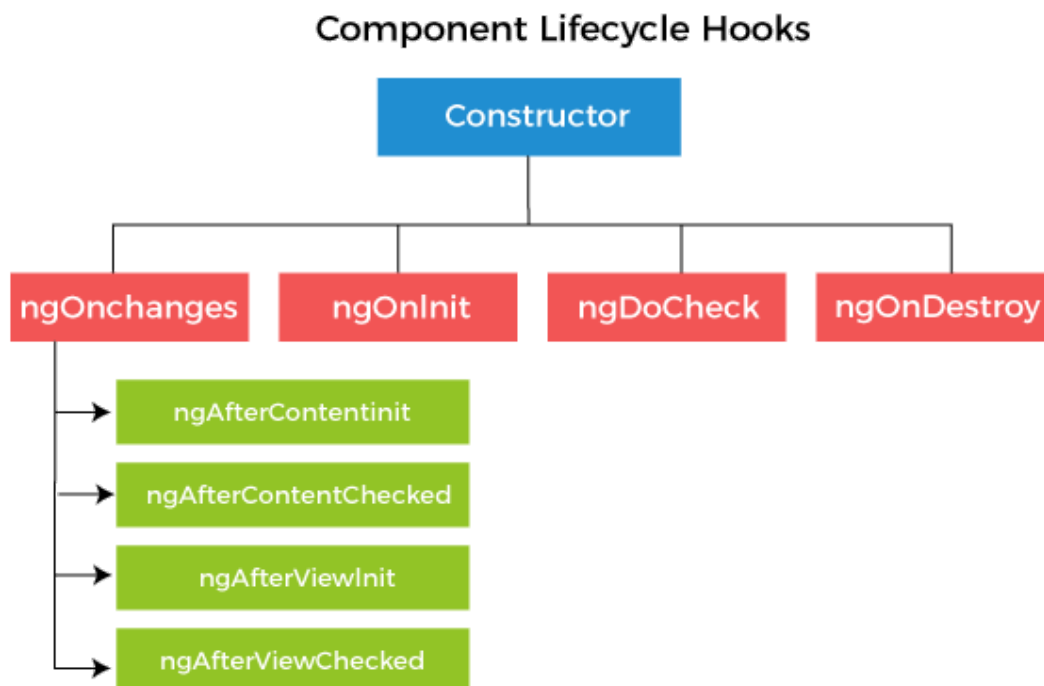 Component Lifecycle Hooks
Constructor
ngOnchanges
ngOnInit
ngDoCheck
ngOnDestroy
ngAfterContentinit
ngAfterContentChecked
ngAfterViewInit
ngAfterViewChecked